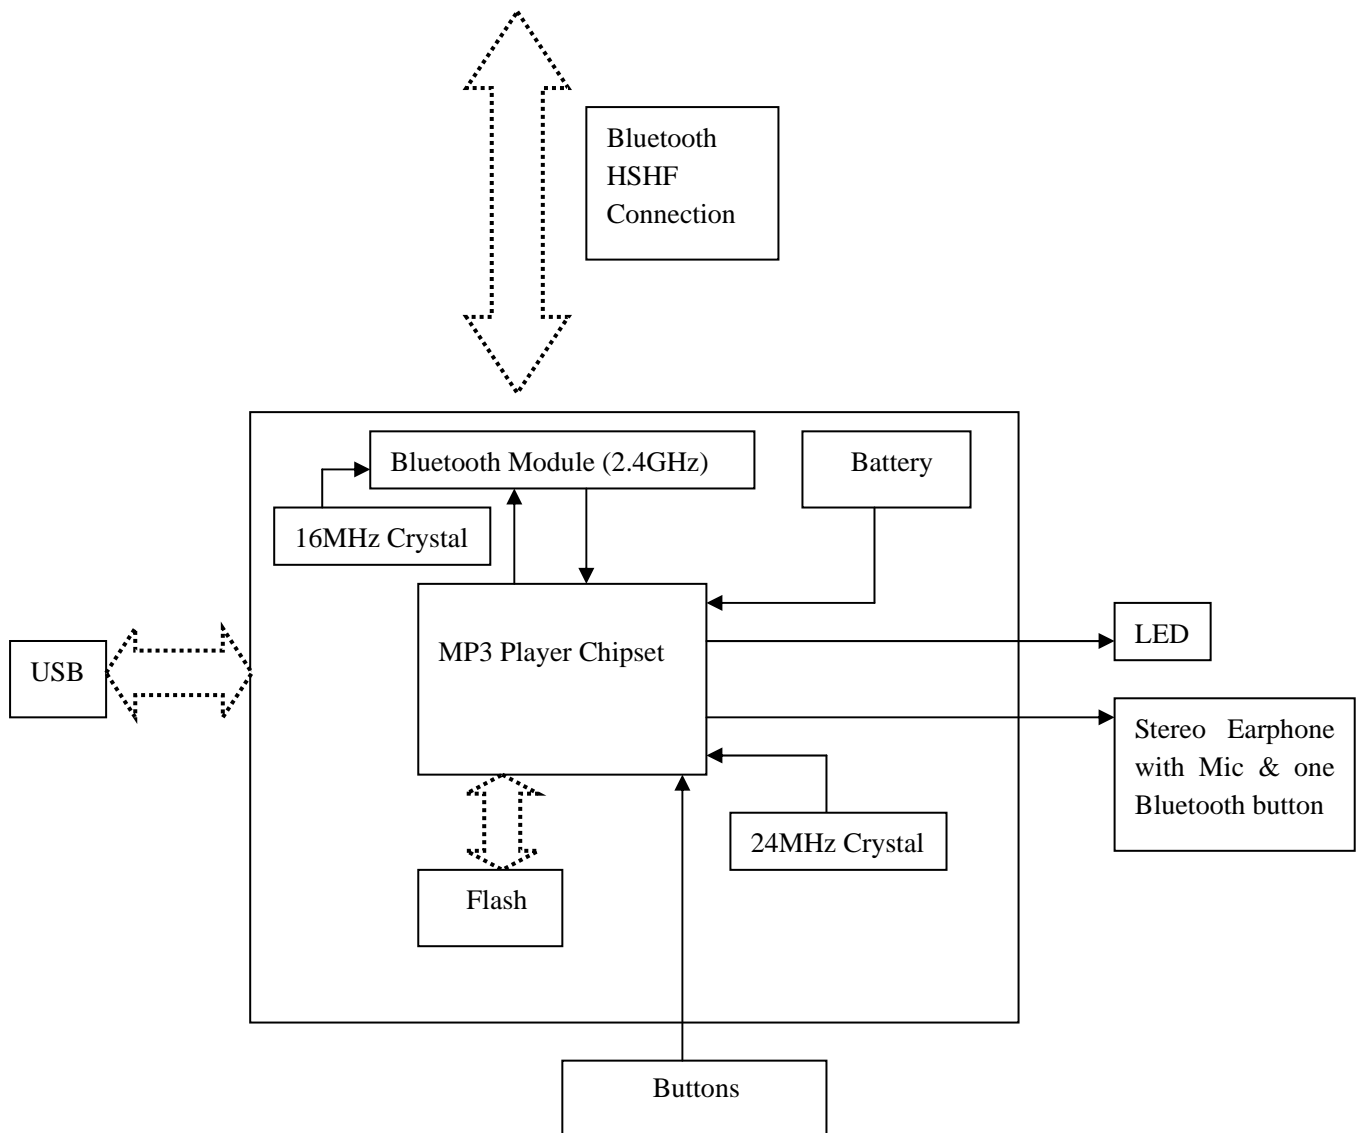 Bluetooth
HSHF
Connection
Bluetooth Module (2.4GHz)
Battery
16MHz Crystal
MP3 Player Chipset
LED
USB
Stereo Earphone
with Mic & one
Bluetooth button
24MHz Crystal
Flash
Buttons